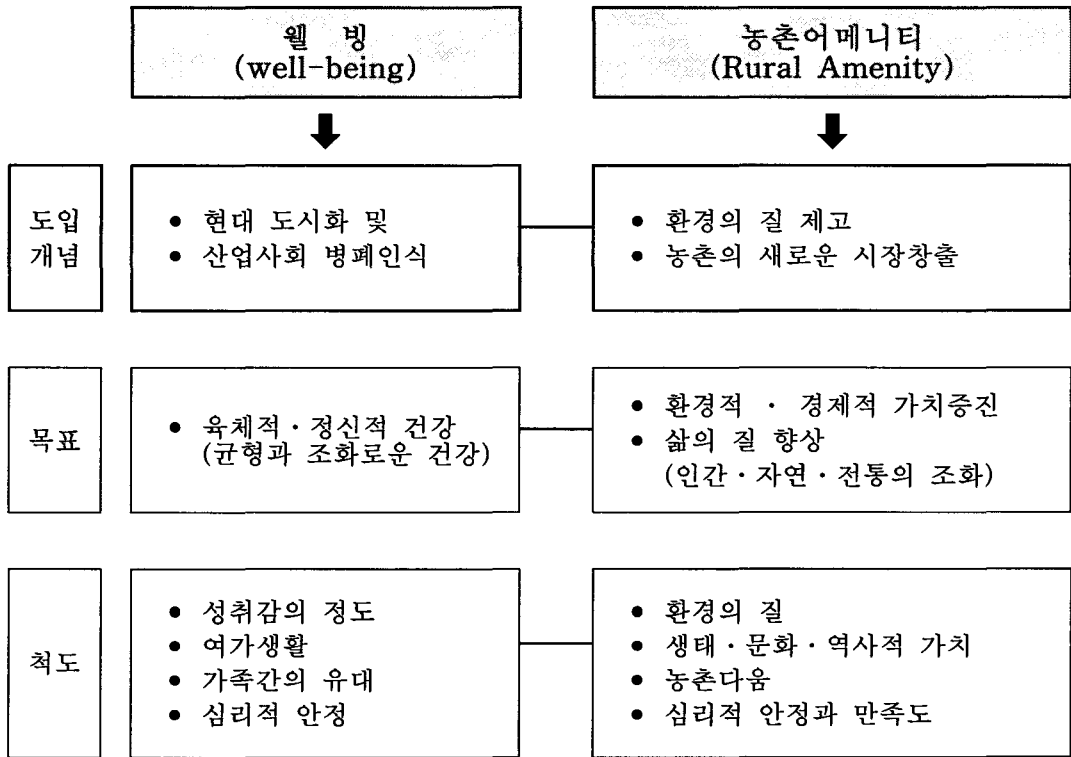 웰 빙
(well-being)
농촌어메니티
(Rural Amenity)
도입
개념
• 현대 도시화 및
• 산업사회 병폐인식
• 환경의 질 제고
• 농촌의 새로운 시장창출
목표
• 육체적·정신적 건강
(균형과 조화로운 건강)
• 환경적 · 경제적 가치증진
• 삶의 질 향상
(인간·자연·전통의 조화)
척도
• 성취감의 정도
• 여가생활
• 가족간의 유대
• 심리적 안정
• 환경의 질
• 생태·문화·역사적 가치
• 농촌다움
• 심리적 안정과 만족도